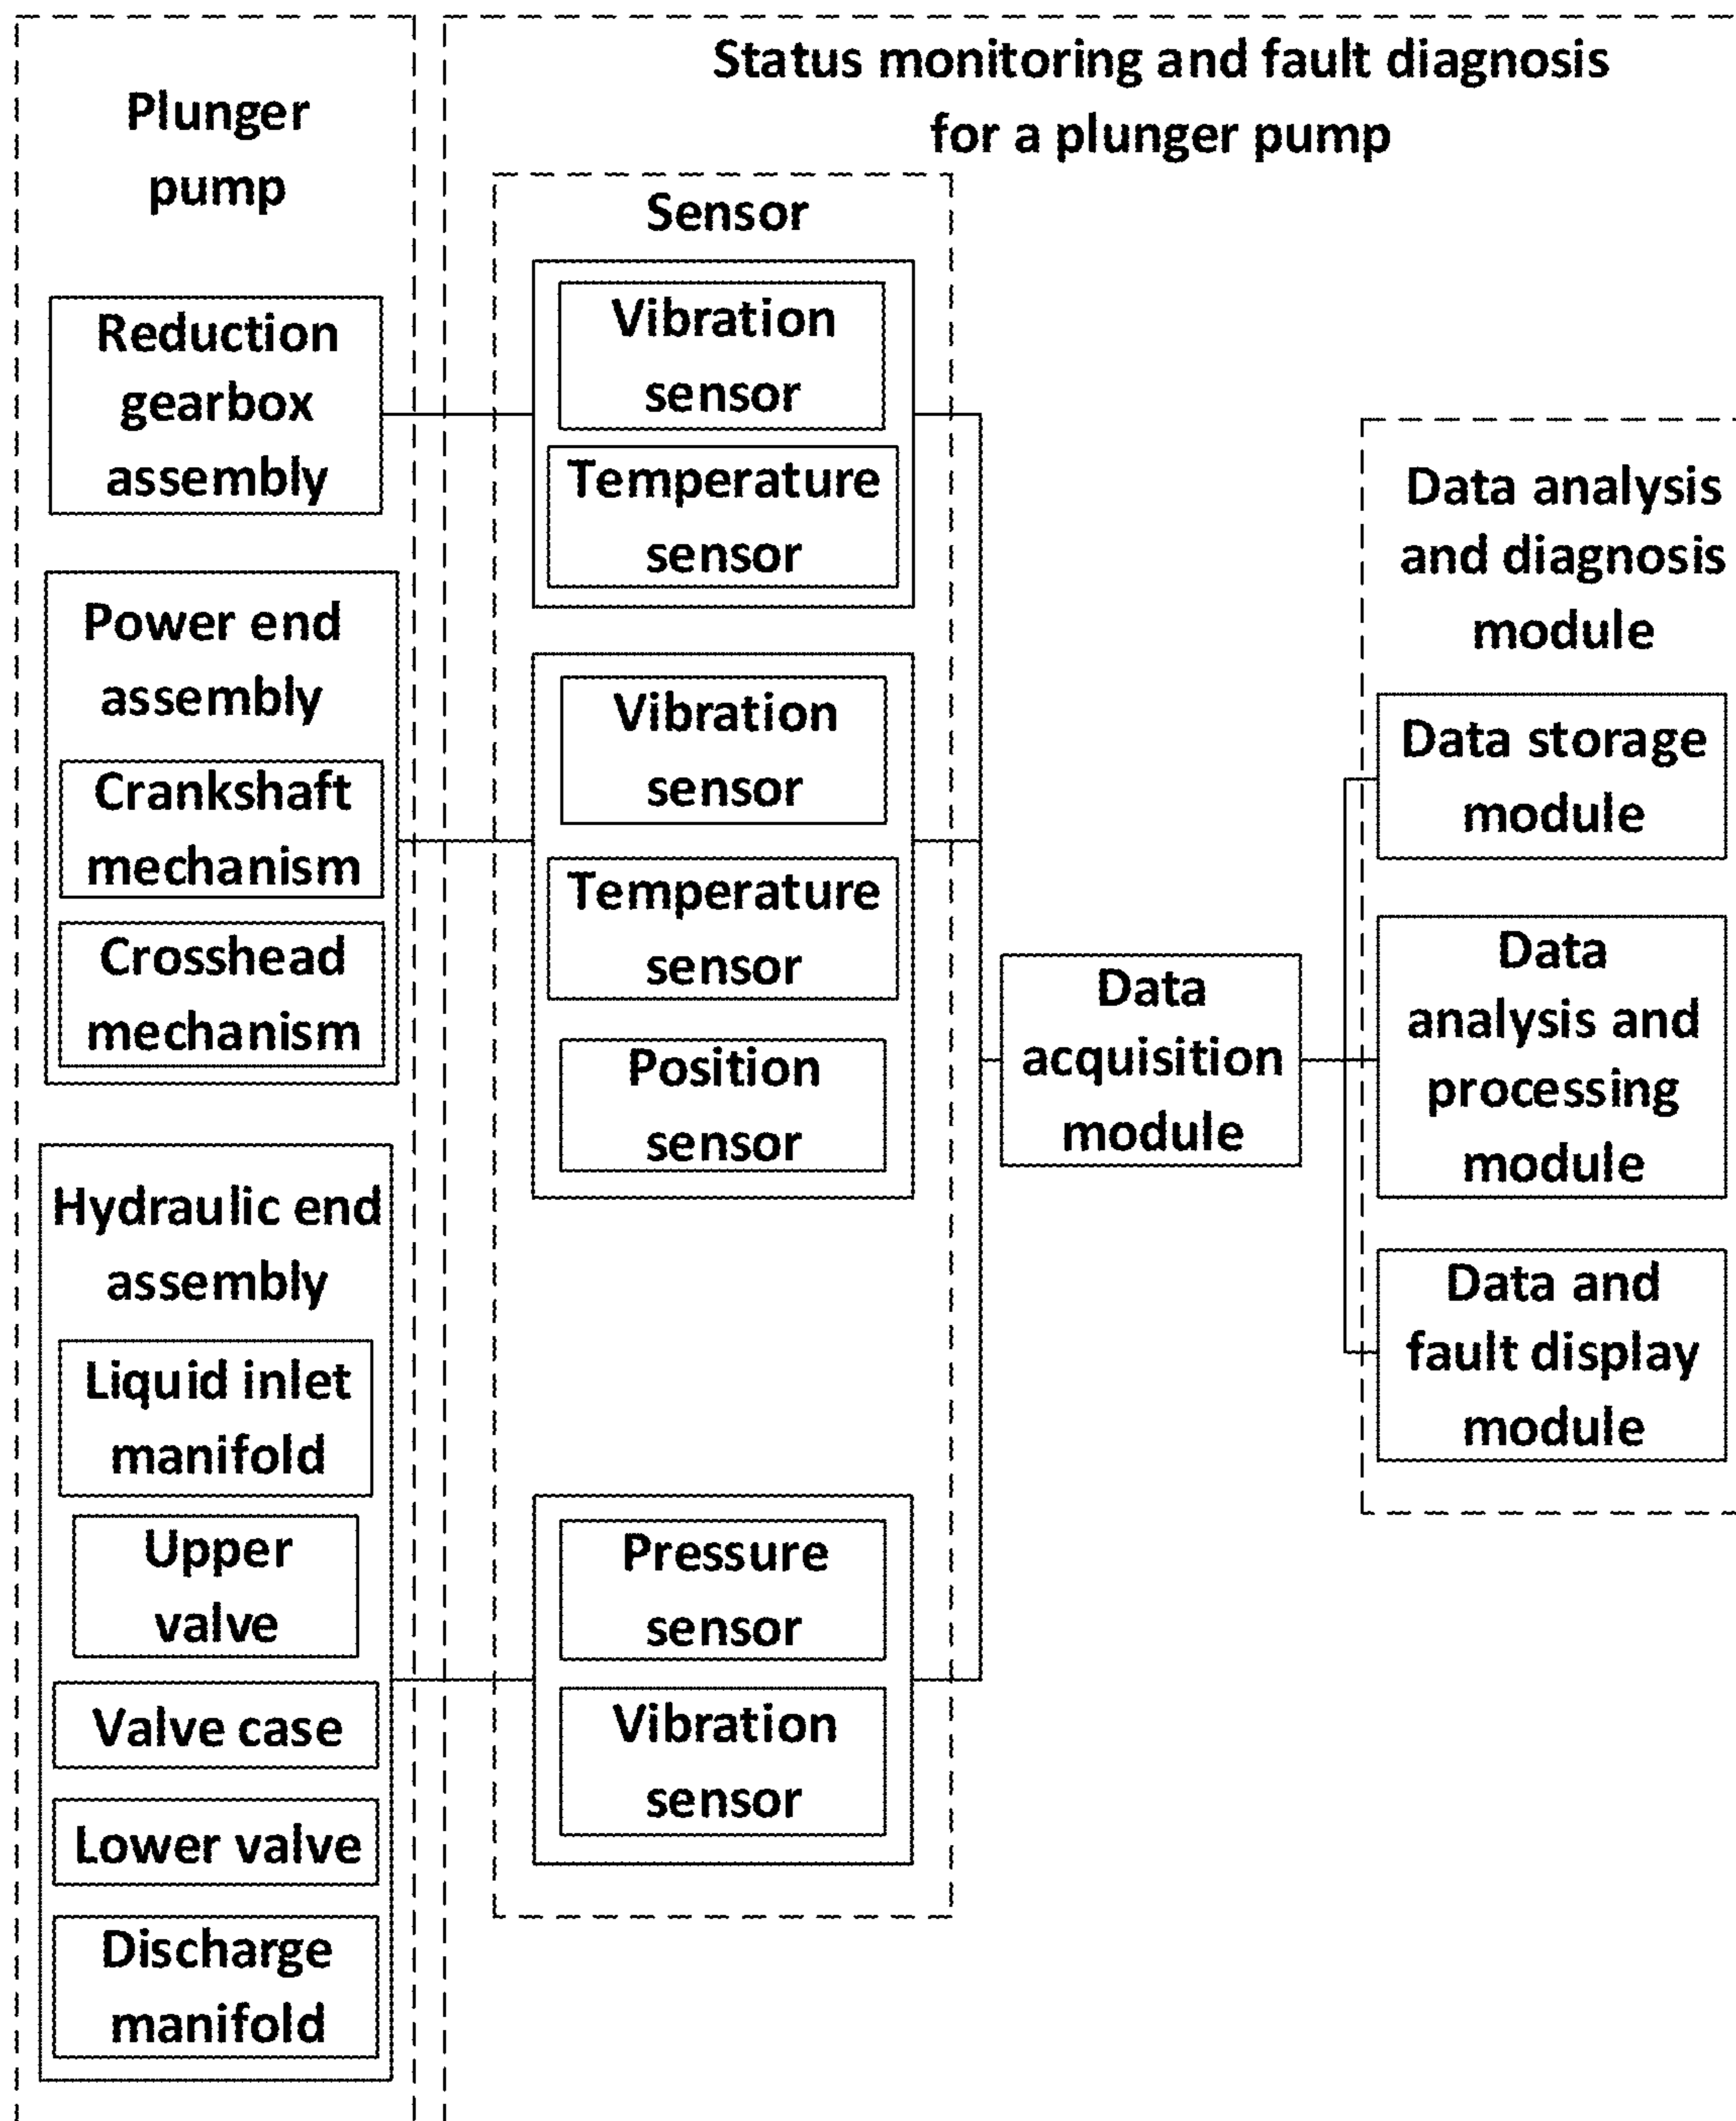 Plunger
pump
Reduction
gearbox
assembly
Power end
assembly
Crankshaft
mechanism
Crosshead
mechanism
Hydraulic end
assembly
Liquid inlet
manifold
Upper
valve
Valve case
Lower valve
Discharge
manifold
Status monitoring and fault diagnosis
for a plunger pump
Sensor
Vibration
sensor
Temperature
sensor
Vibration
sensor
Temperature
sensor
Position
sensor
Pressure
sensor
Vibration
sensor
Data
acquisition
module
Data analysis
and diagnosis
module
Data storage
module
Data
analysis and
processing
module
Data and
fault display
module